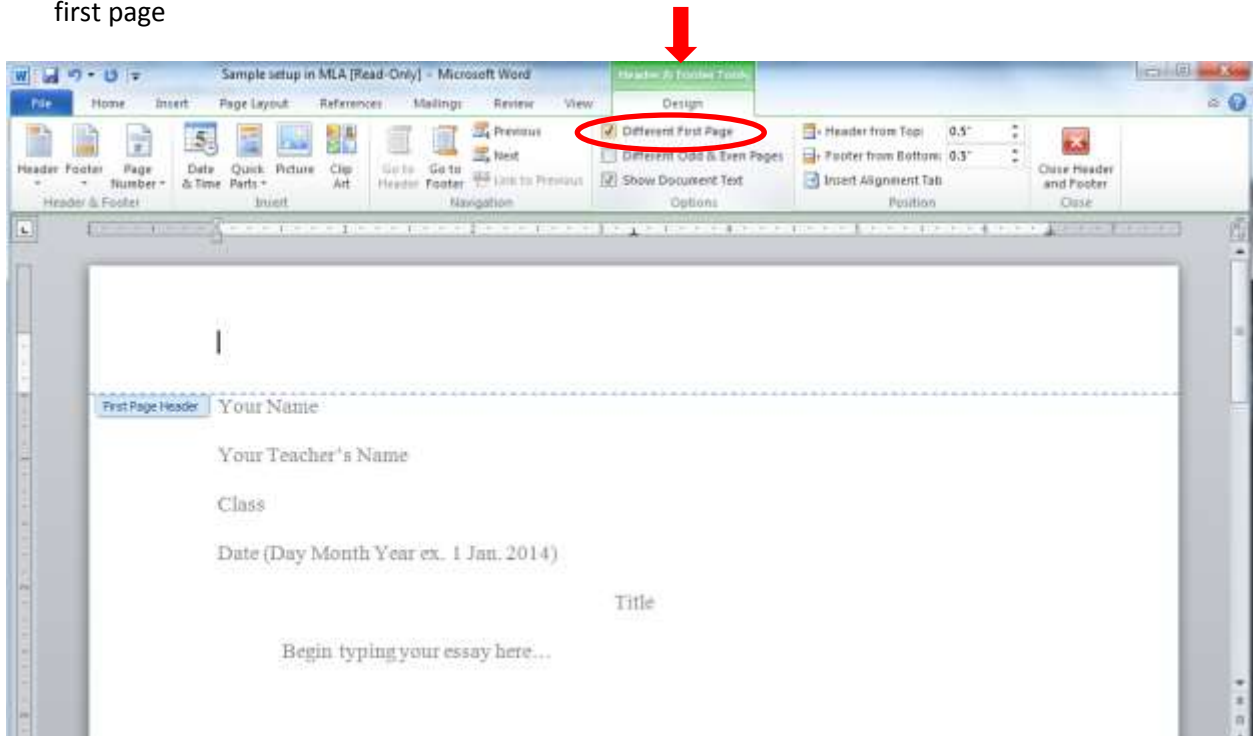 first page
Sample setup in MLA [Read-Only] - Microsoft Word
Header & Footer Tools
File Home Insert Page Layout References Mailings Review View Design
Header Footer Page Number
Date & Time Quick Parts Picture Clip Art
Go to Header Go to Footer
Previous
Next
Link to Previous
Different First Page
Different Odd & Even Pages
Show Document Text
Header from Top: 0.5"
Footer from Bottom: 0.5"
Insert Alignment Tab
Close Header and Footer
Header & Footer Insert Navigation Options Position Close
First Page Header
Your Name
Your Teacher's Name
Class
Date (Day Month Year ex. 1 Jan. 2014)
Title
Begin typing your essay here...